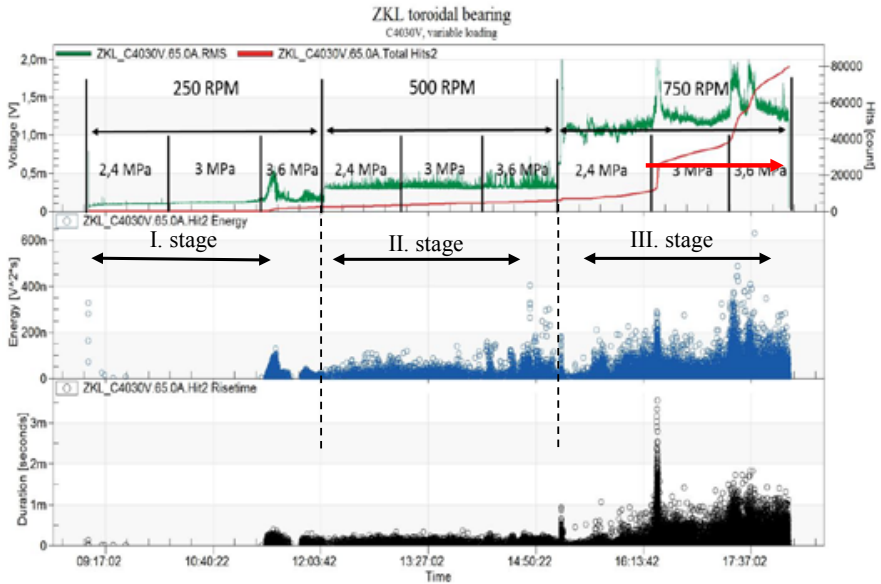 ZKL toroidal bearing
C4030V, variable loading
ZKL_C4030V.65.0A.RMS ZKL_C4030V.65.0A.Total Hits2
2,0m 80000
250 RPM 500 RPM 750 RPM
1,5m 60000
1,0m 40000
0,5m 2,4 MPa 3 MPa 3,6 MPa 2,4 MPa 3 MPa 3,6 MPa 2,4 MPa 3 MPa 3,6 MPa 20000
0 0
Voltage [V]
Hits [count]
ZKL_C4030V.65.0A.Hit2 Energy
I. stage II. stage III. stage
600m
400m
200m
0
Energy [V^2*s]
ZKL_C4030V.65.0A.Hit2 Risetime
3m
2m
1m
0
Duration [seconds]
09:17:02 10:40:22 12:03:42 13:27:02 14:50:22 16:13:42 17:37:02
Time